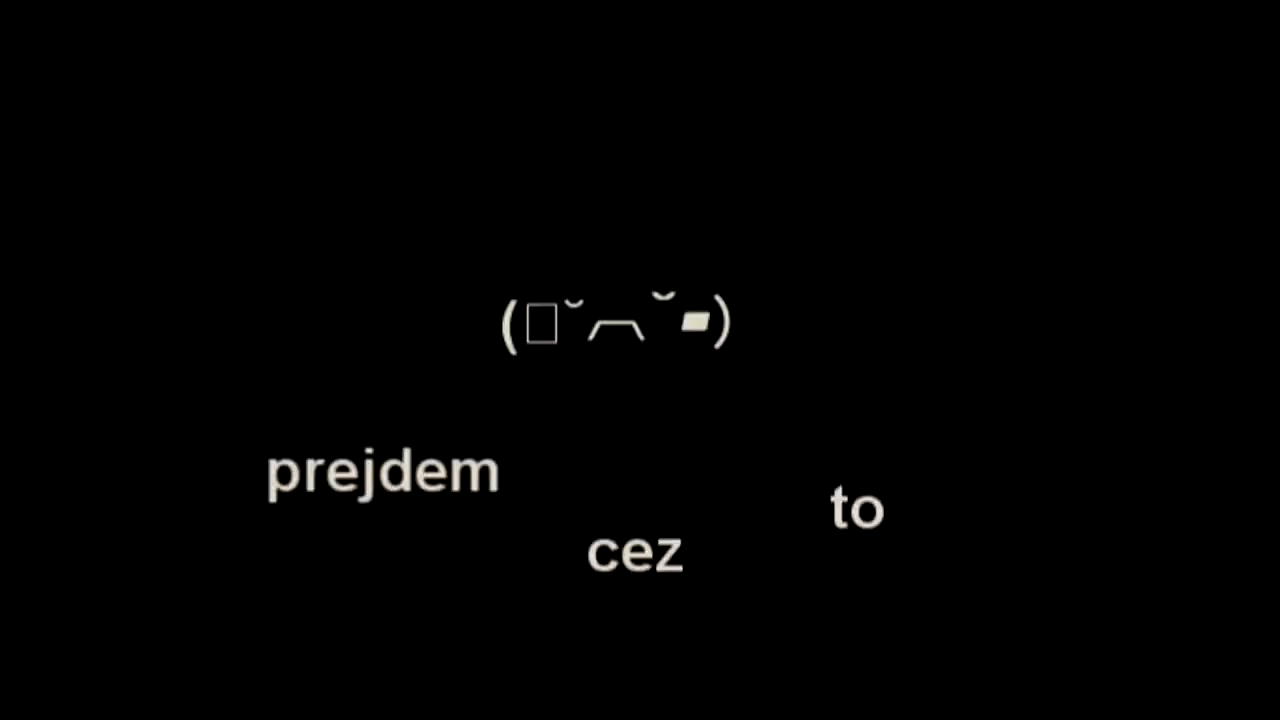 (□˘︹˘▰)
prejdem
cez
to